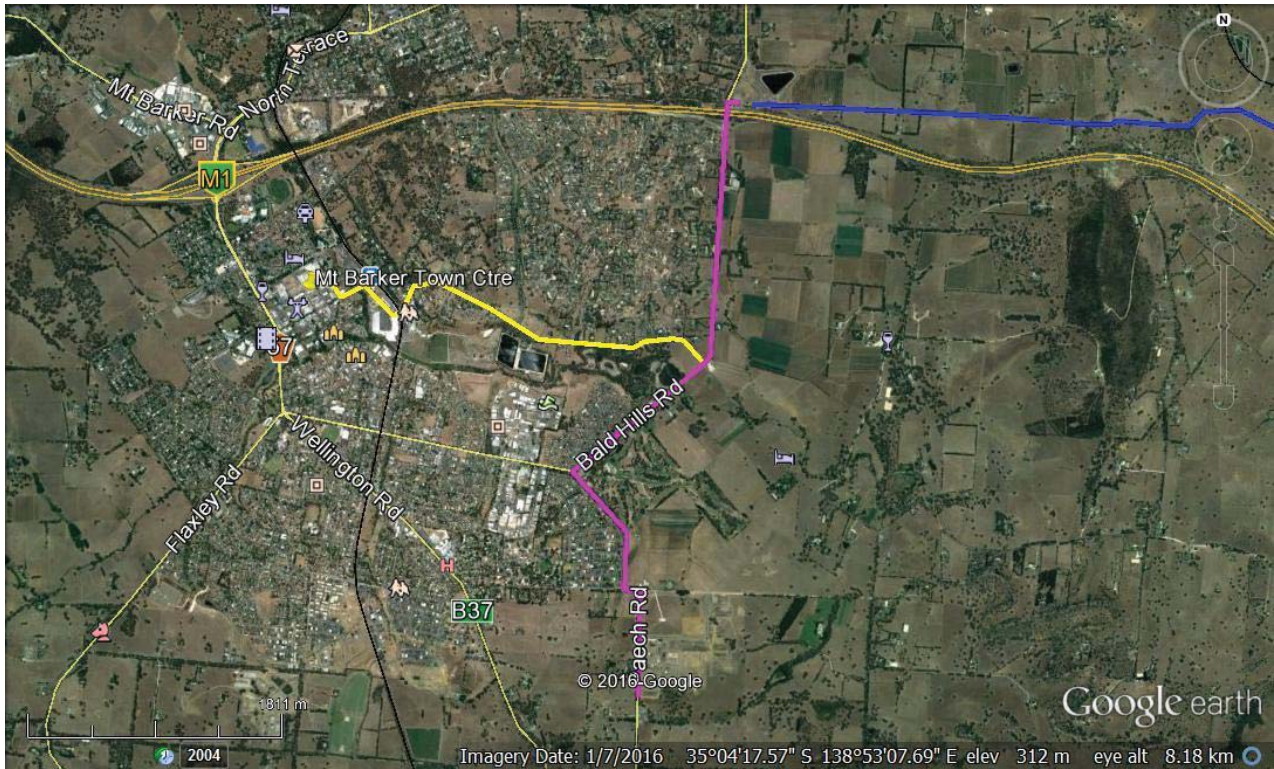 N
North Terrace
Mt Barker Rd
M1
Mt Barker Town Ctre
Bald Hills Rd
Wellington Rd
Flaxley Rd
H
B37
© 2016 Google
Google earth
1811 m
2004
Imagery Date: 1/7/2016 35°04'17.57" S 138°53'07.69" E elev 312 m eye alt 8.18 km